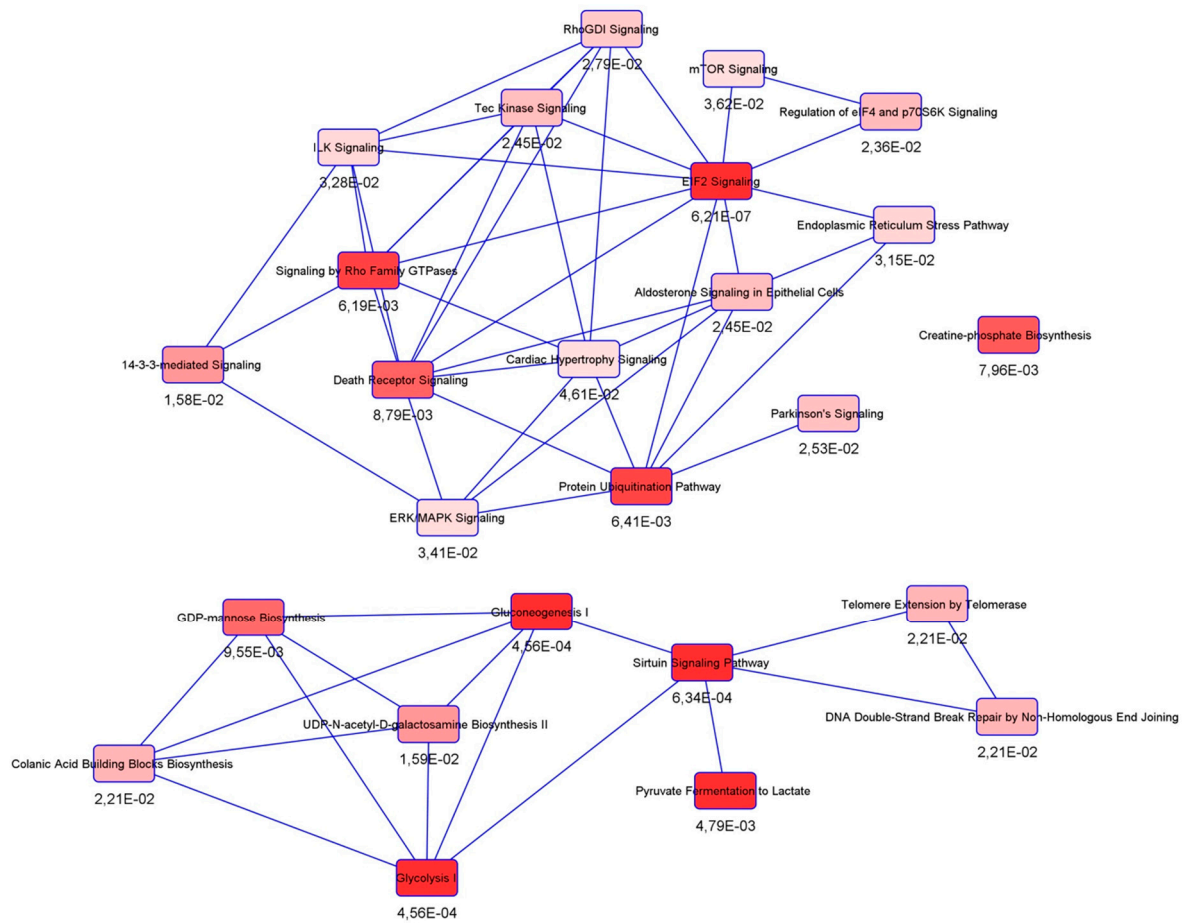 RhoGDI Signaling
2,79E-02
mTOR Signaling
3,62E-02
Tec Kinase Signaling
2,45E-02
Regulation of eIF4 and p70S6K Signaling
2,36E-02
ILK Signaling
3,28E-02
EIF2 Signaling
6,21E-07
Endoplasmic Reticulum Stress Pathway
3,15E-02
Signaling by Rho Family GTPases
6,19E-03
Aldosterone Signaling in Epithelial Cells
2,45E-02
Creatine-phosphate Biosynthesis
7,96E-03
14-3-3-mediated Signaling
1,58E-02
Cardiac Hypertrophy Signaling
4,61E-02
Death Receptor Signaling
8,79E-03
Parkinson's Signaling
2,53E-02
Protein Ubiquitination Pathway
6,41E-03
ERK/MAPK Signaling
3,41E-02
GDP-mannose Biosynthesis
9,55E-03
Gluconeogenesis I
4,56E-04
Telomere Extension by Telomerase
2,21E-02
Sirtuin Signaling Pathway
6,34E-04
UDP-N-acetyl-D-galactosamine Biosynthesis II
1,59E-02
DNA Double-Strand Break Repair by Non-Homologous End Joining
2,21E-02
Colanic Acid Building Blocks Biosynthesis
2,21E-02
Pyruvate Fermentation to Lactate
4,79E-03
Glycolysis I
4,56E-04